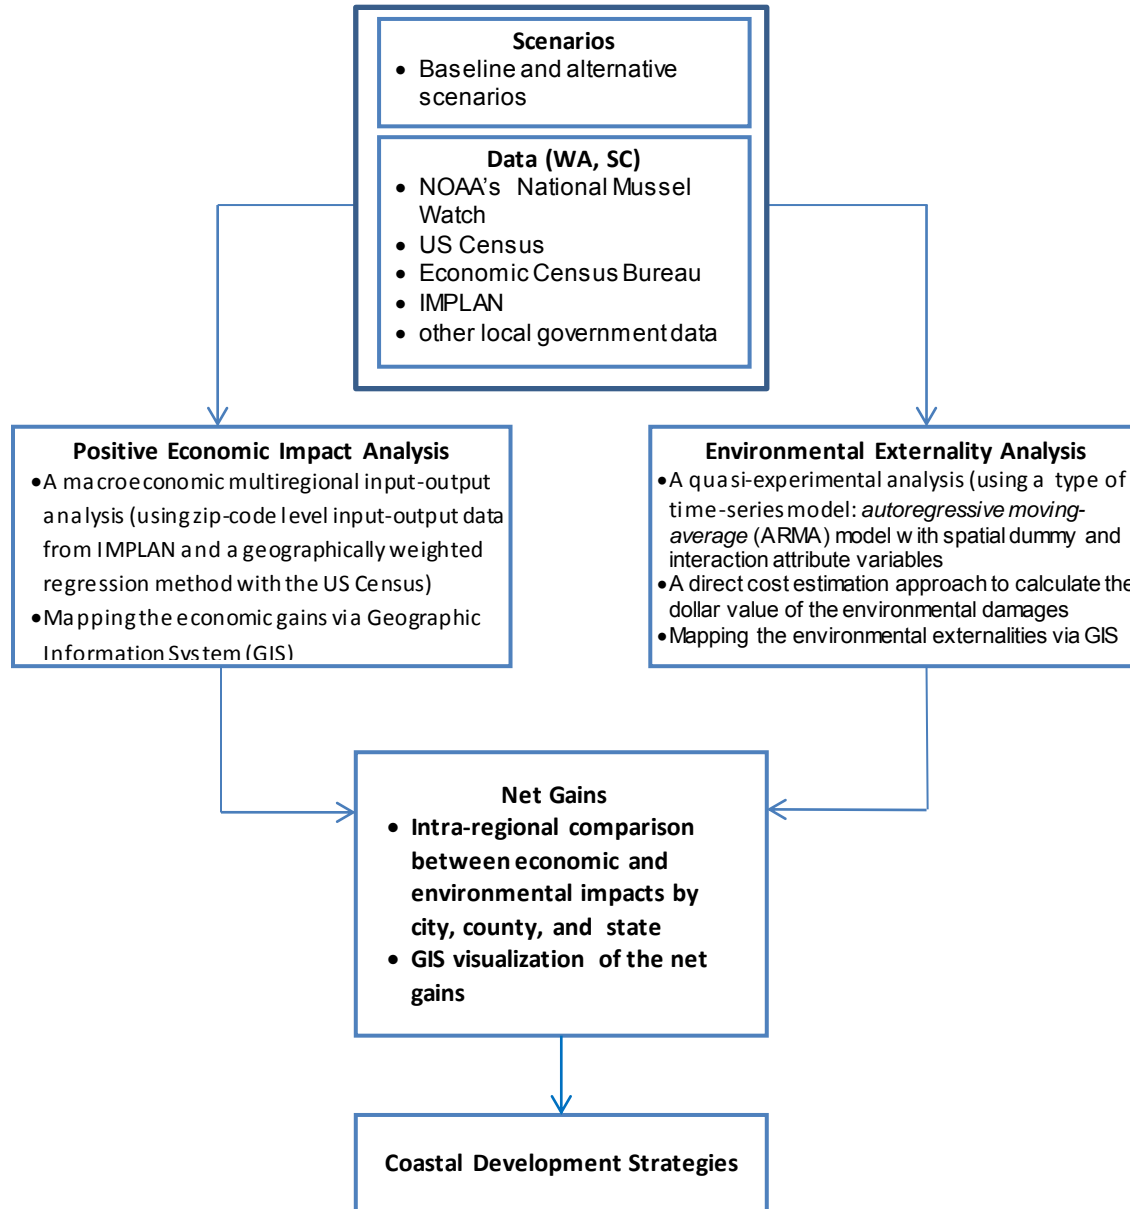 Scenarios
• Baseline and alternative
scenarios
Data (WA, SC)
• NOAA's National Mussel
Watch
• US Census
• Economic Census Bureau
• IMPLAN
• other local government data
Positive Economic Impact Analysis
• A macroeconomic multiregional input-output
analysis (using zip-code level input-output data
from IMPLAN and a geographically weighted
regression method with the US Census)
• Mapping the economic gains via Geographic
Information System (GIS)
Environmental Externality Analysis
• A quasi-experimental analysis (using a type of
time-series model: autoregressive moving-
average (ARMA) model with spatial dummy and
interaction attribute variables
• A direct cost estimation approach to calculate the
dollar value of the environmental damages
• Mapping the environmental externalities via GIS
Net Gains
• Intra-regional comparison
between economic and
environmental impacts by
city, county, and state
• GIS visualization of the net
gains
Coastal Development Strategies